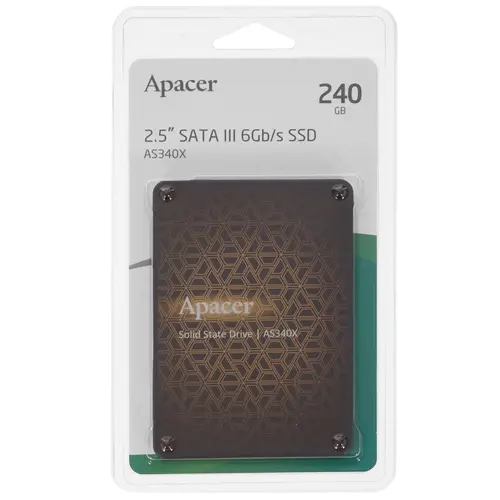 Apacer
240
GB
2.5" SATA III 6Gb/s SSD
AS340X
Apacer
Solid State Drive | AS340X